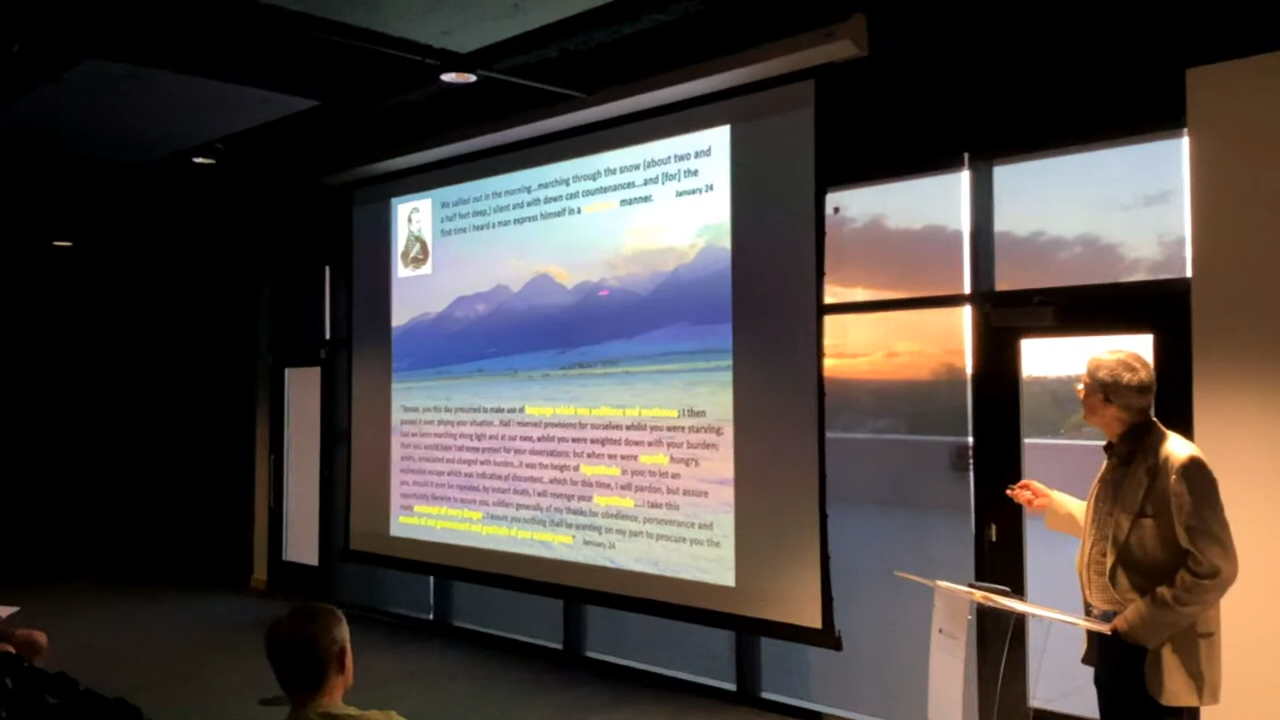 We sallied out in the morning...marching through the snow (about two and
a half feet deep,) silent and with down cast countenances...and [for] the
first time I heard a man express himself in a manner. January 24
you this day presumed to make use of language which was seditious and mutinous; I then
passed it over, pitying your situation...Had I reserved provisions for ourselves whilst you were starving;
had we been marching along light and at our ease, whilst you were weighted down with your burden;
then you would have had some pretext for your observations; but when we were equally hungry,
weary, emaciated and charged with burden...it was the height of ingratitude in you; to let an
expression escape which was indicative of discontent...which for this time, I will pardon, but assure
you, should it ever be repeated, by instant death, I will revenge your ingratitude...I take this
opportunity likewise to assure you, soldiers generally of my thanks for obedience, perseverance and
contempt of every danger...I assure you nothing shall be wanting on my part to procure you the
rewards of our government and gratitude of your countrymen" January 24